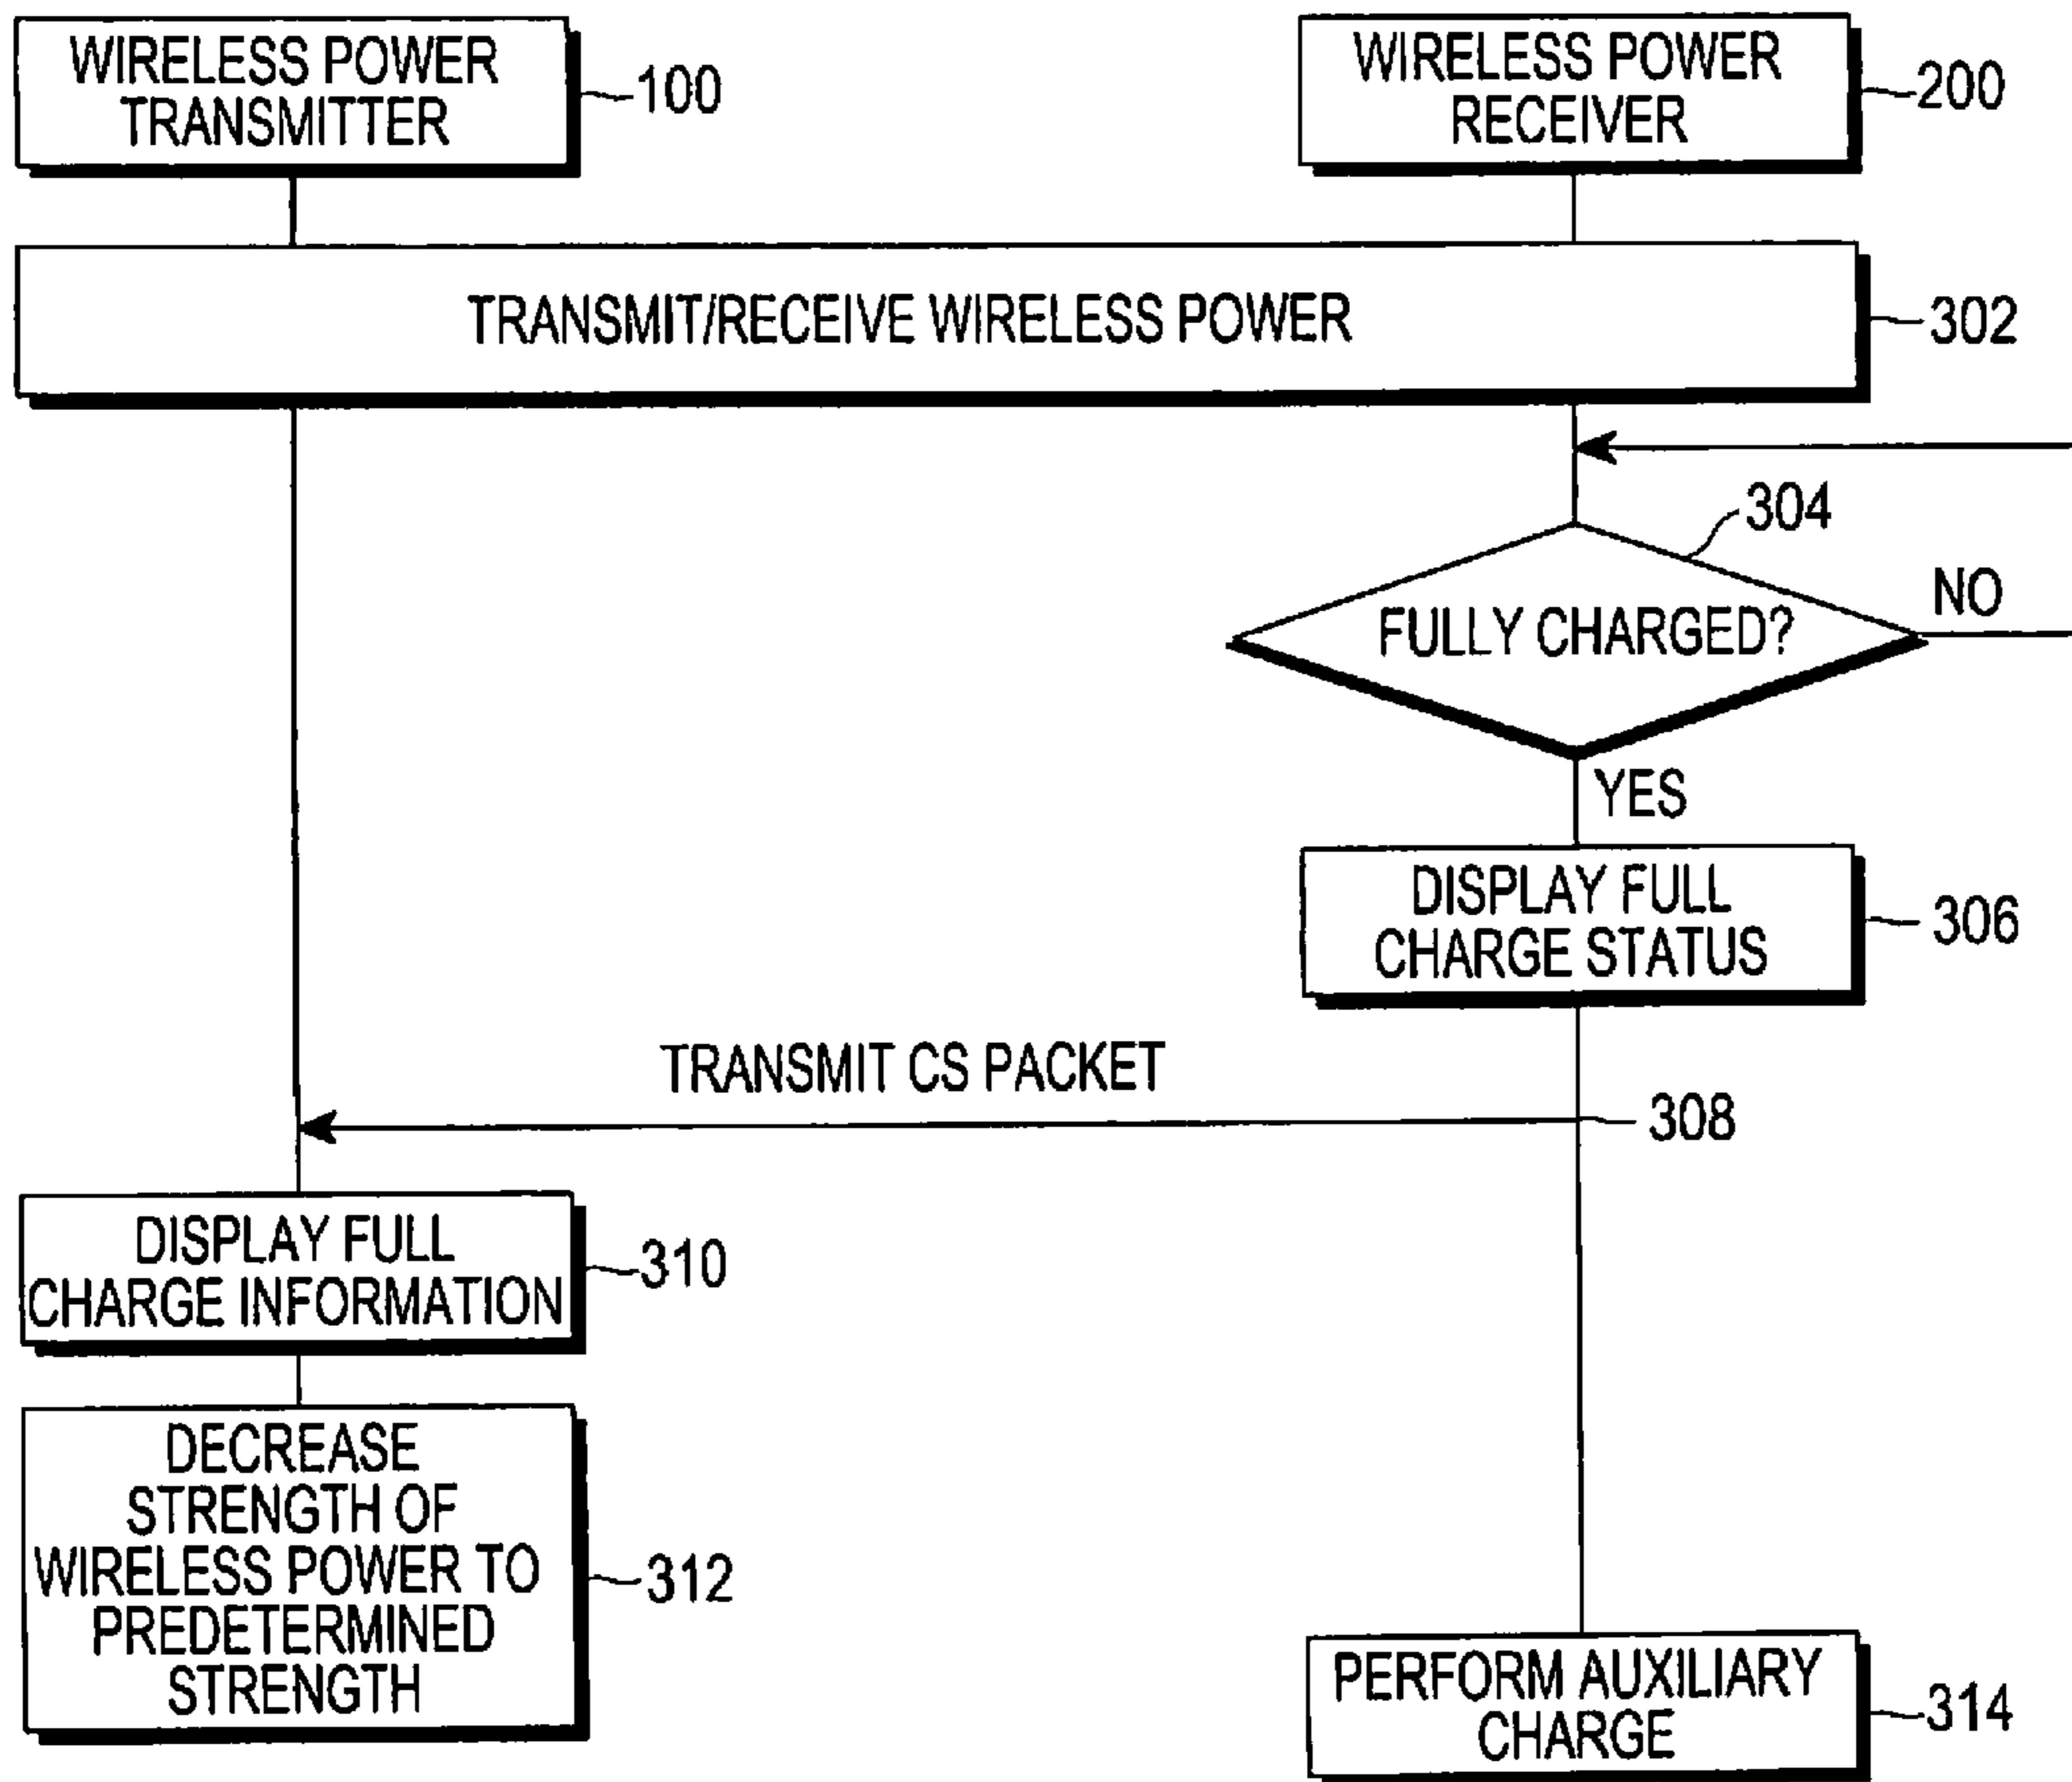 WIRELESS POWER
TRANSMITTER
100
WIRELESS POWER
RECEIVER
200
TRANSMIT/RECEIVE WIRELESS POWER
302
304
FULLY CHARGED?
NO
YES
DISPLAY FULL
CHARGE STATUS
306
TRANSMIT CS PACKET
308
DISPLAY FULL
CHARGE INFORMATION
310
DECREASE
STRENGTH OF
WIRELESS POWER TO
PREDETERMINED
STRENGTH
312
PERFORM AUXILIARY
CHARGE
314